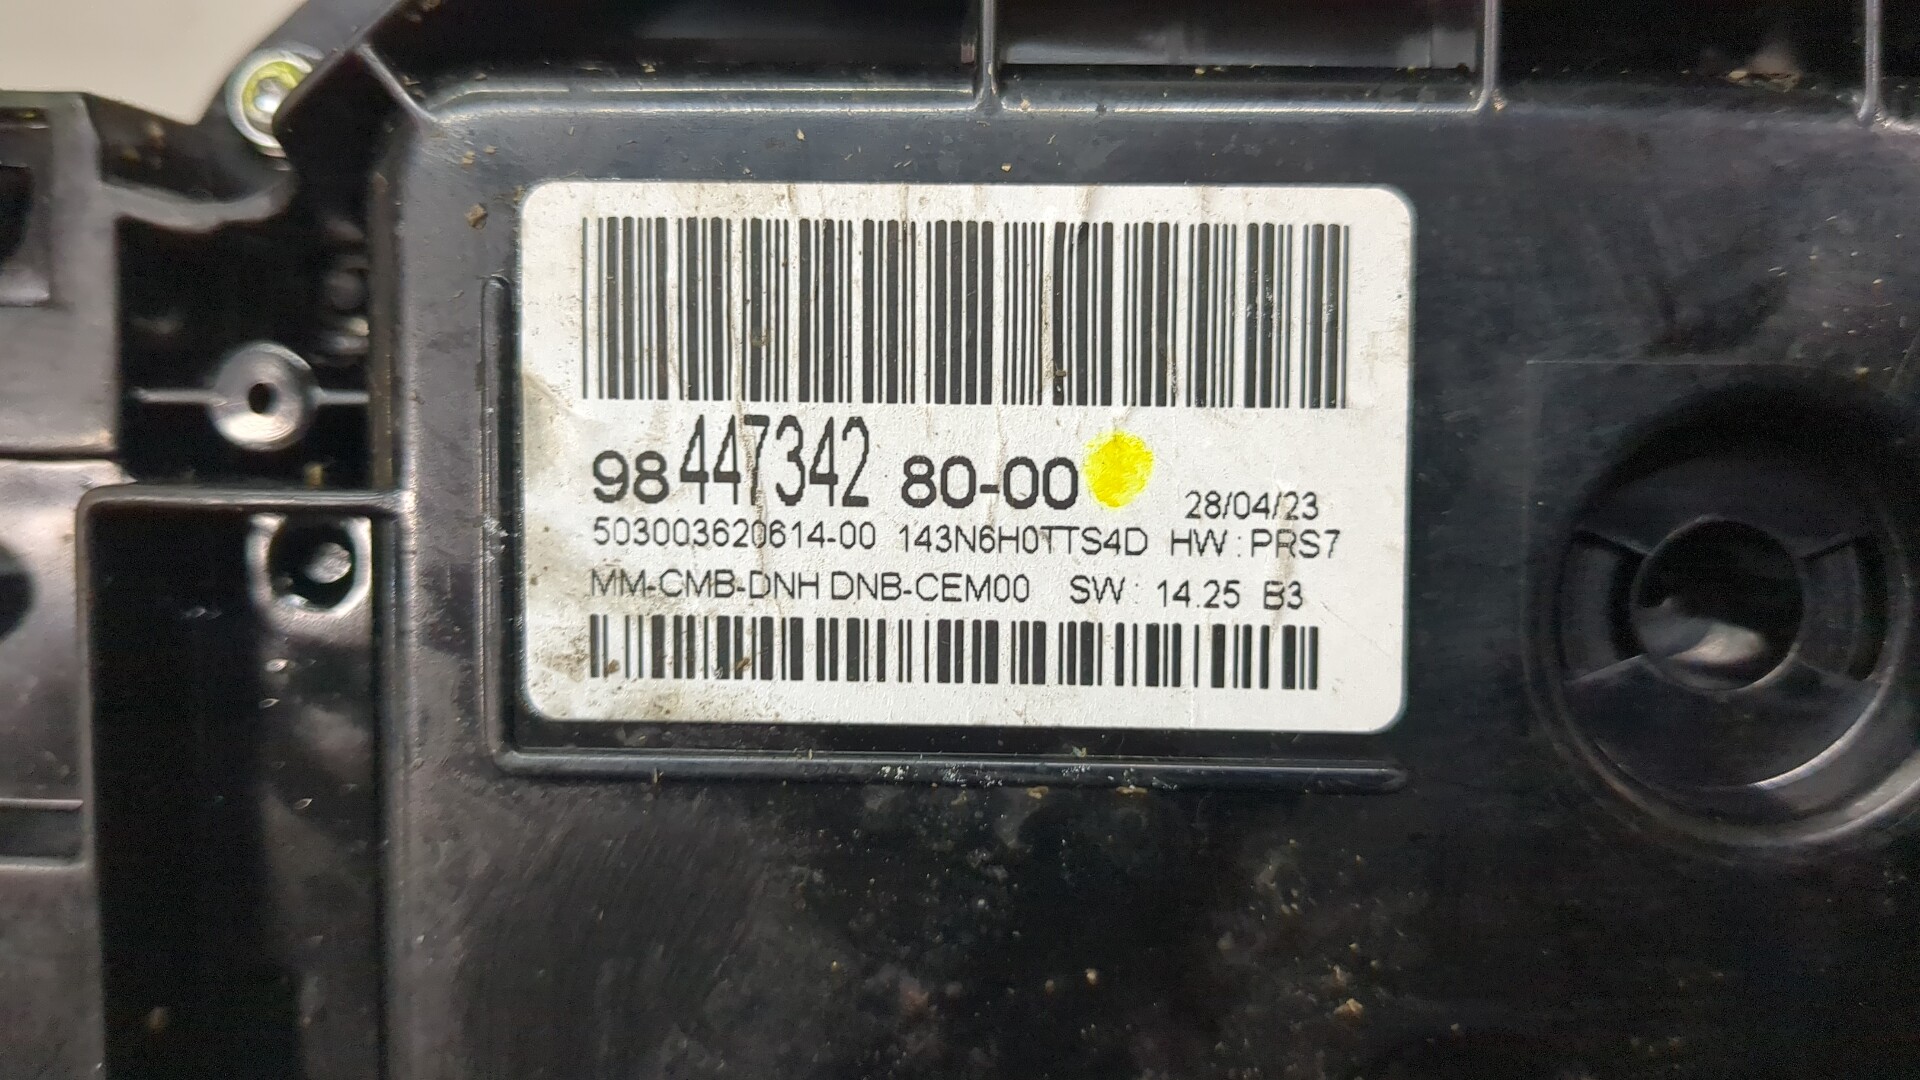 98 447342 80-00 28/04/23
503003620614-00 143N6H0TTS4D HW:PRS7
MM-CMB-DNH DNB-CEM00 SW: 14.25 B3